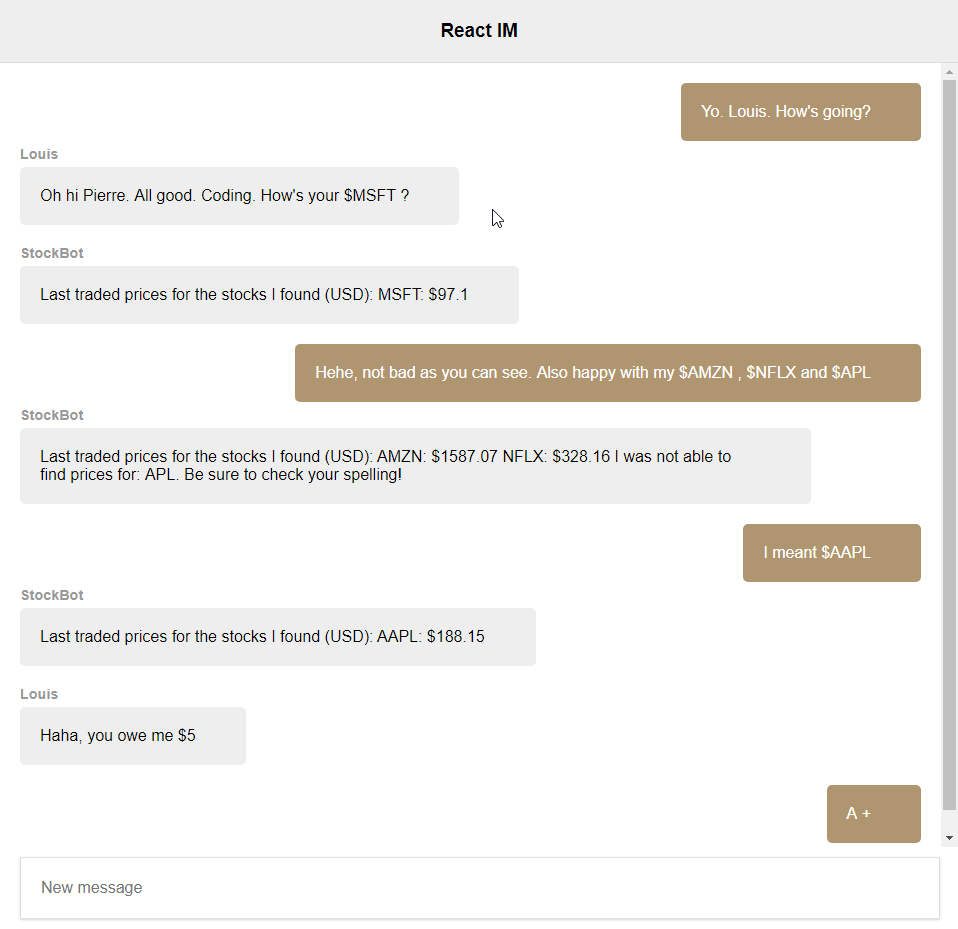 React IM
Yo. Louis. How's going?
Louis
Oh hi Pierre. All good. Coding. How's your $MSFT ?
StockBot
Last traded prices for the stocks I found (USD): MSFT: $97.1
Hehe, not bad as you can see. Also happy with my $AMZN , $NFLX and $APL
StockBot
Last traded prices for the stocks I found (USD): AMZN: $1587.07 NFLX: $328.16 I was not able to
find prices for: APL. Be sure to check your spelling!
I meant $AAPL
StockBot
Last traded prices for the stocks I found (USD): AAPL: $188.15
Louis
Haha, you owe me $5
A +
New message